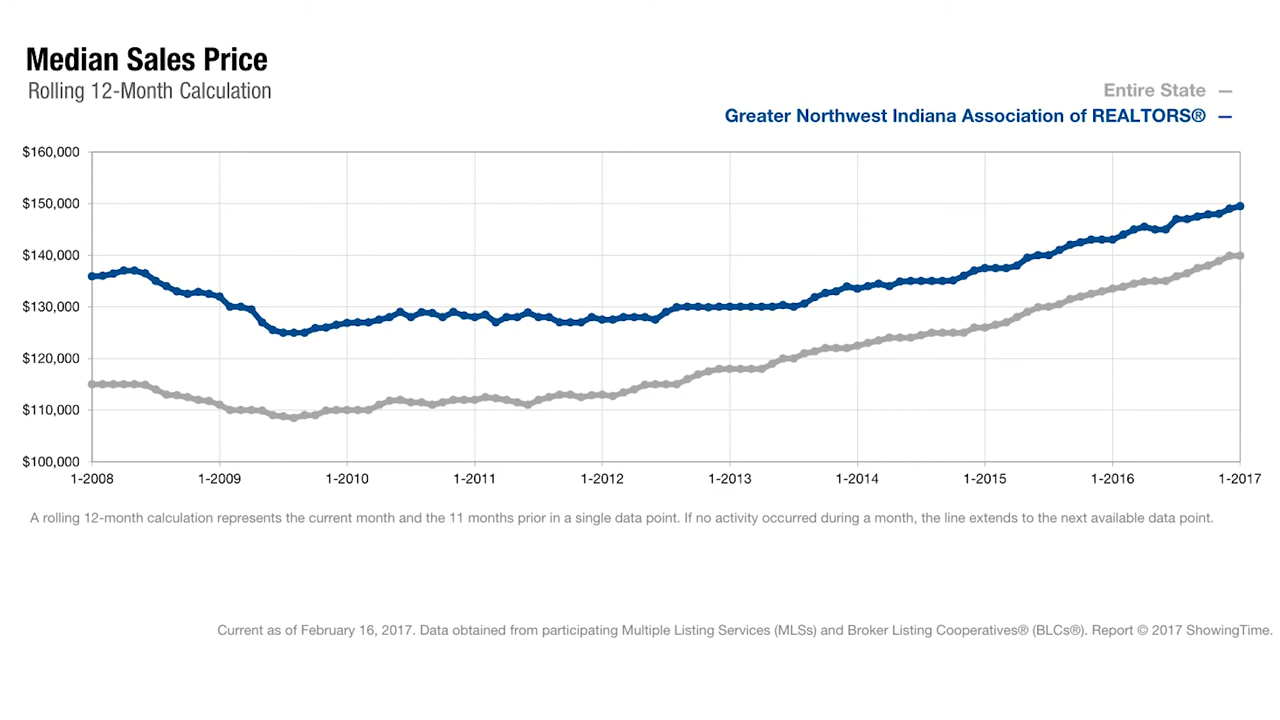 Median Sales Price
Rolling 12-Month Calculation
Entire State
Greater Northwest Indiana Association of REALTORS®
$160,000
$150,000
$140,000
$130,000
$120,000
$110,000
$100,000
1-2008 1-2009 1-2010 1-2011 1-2012 1-2013 1-2014 1-2015 1-2016 1-2017
A rolling 12-month calculation represents the current month and the 11 months prior in a single data point. If no activity occurred during a month, the line extends to the next available data point.
Current as of February 16, 2017. Data obtained from participating Multiple Listing Services (MLSs) and Broker Listing Cooperatives® (BLCs®). Report © 2017 ShowingTime.